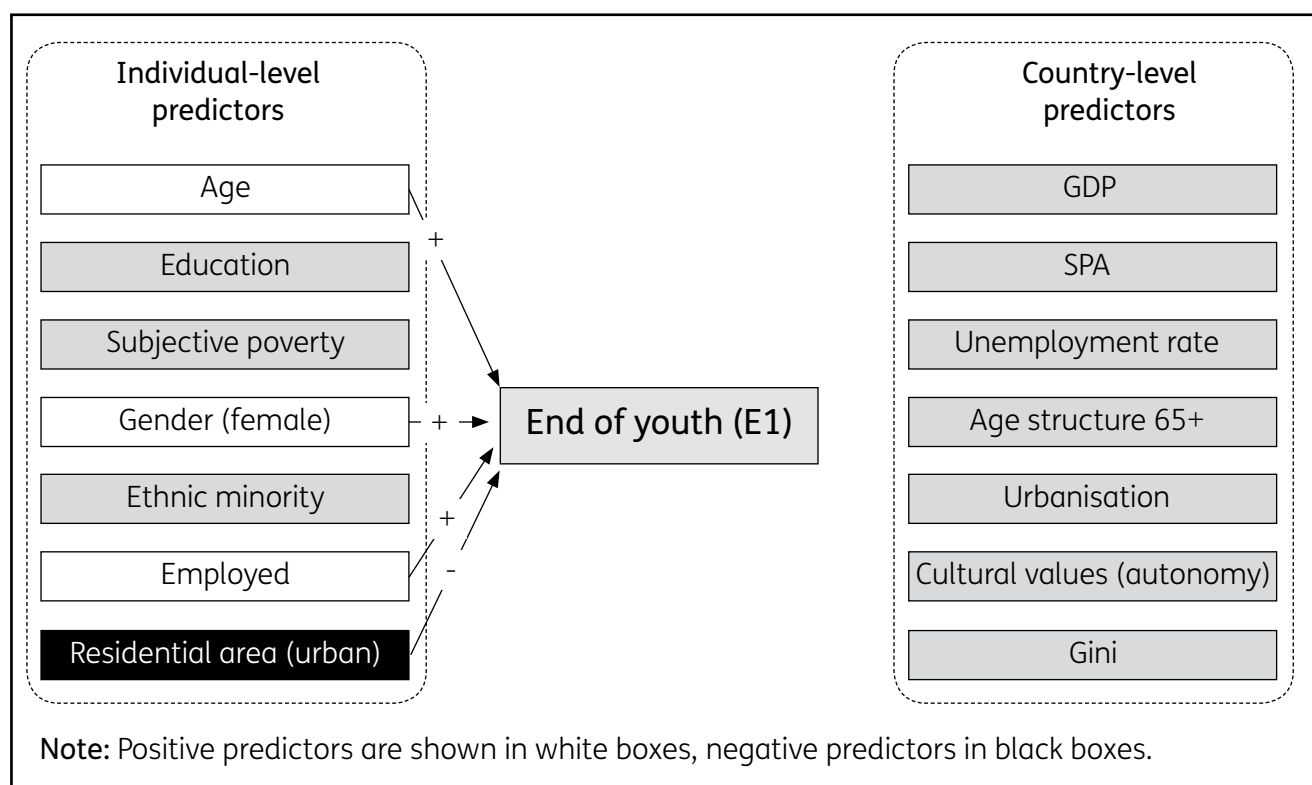 Individual-level
predictors
Age
Education
Subjective poverty
Gender (female)
Ethnic minority
Employed
Residential area (urban)
+
+
+
-
End of youth (E1)
Country-level
predictors
GDP
SPA
Unemployment rate
Age structure 65+
Urbanisation
Cultural values (autonomy)
Gini
Note: Positive predictors are shown in white boxes, negative predictors in black boxes.